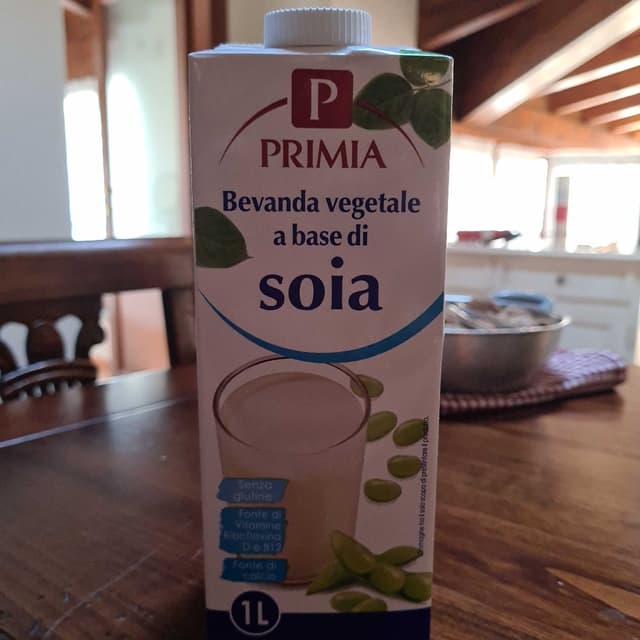 P
PRIMIA
Bevanda vegetale
a base di
soia
Senza
glutine
Fonte di
Vitamine
Riboflavina
D e B12
Fonte di
calcio
1L